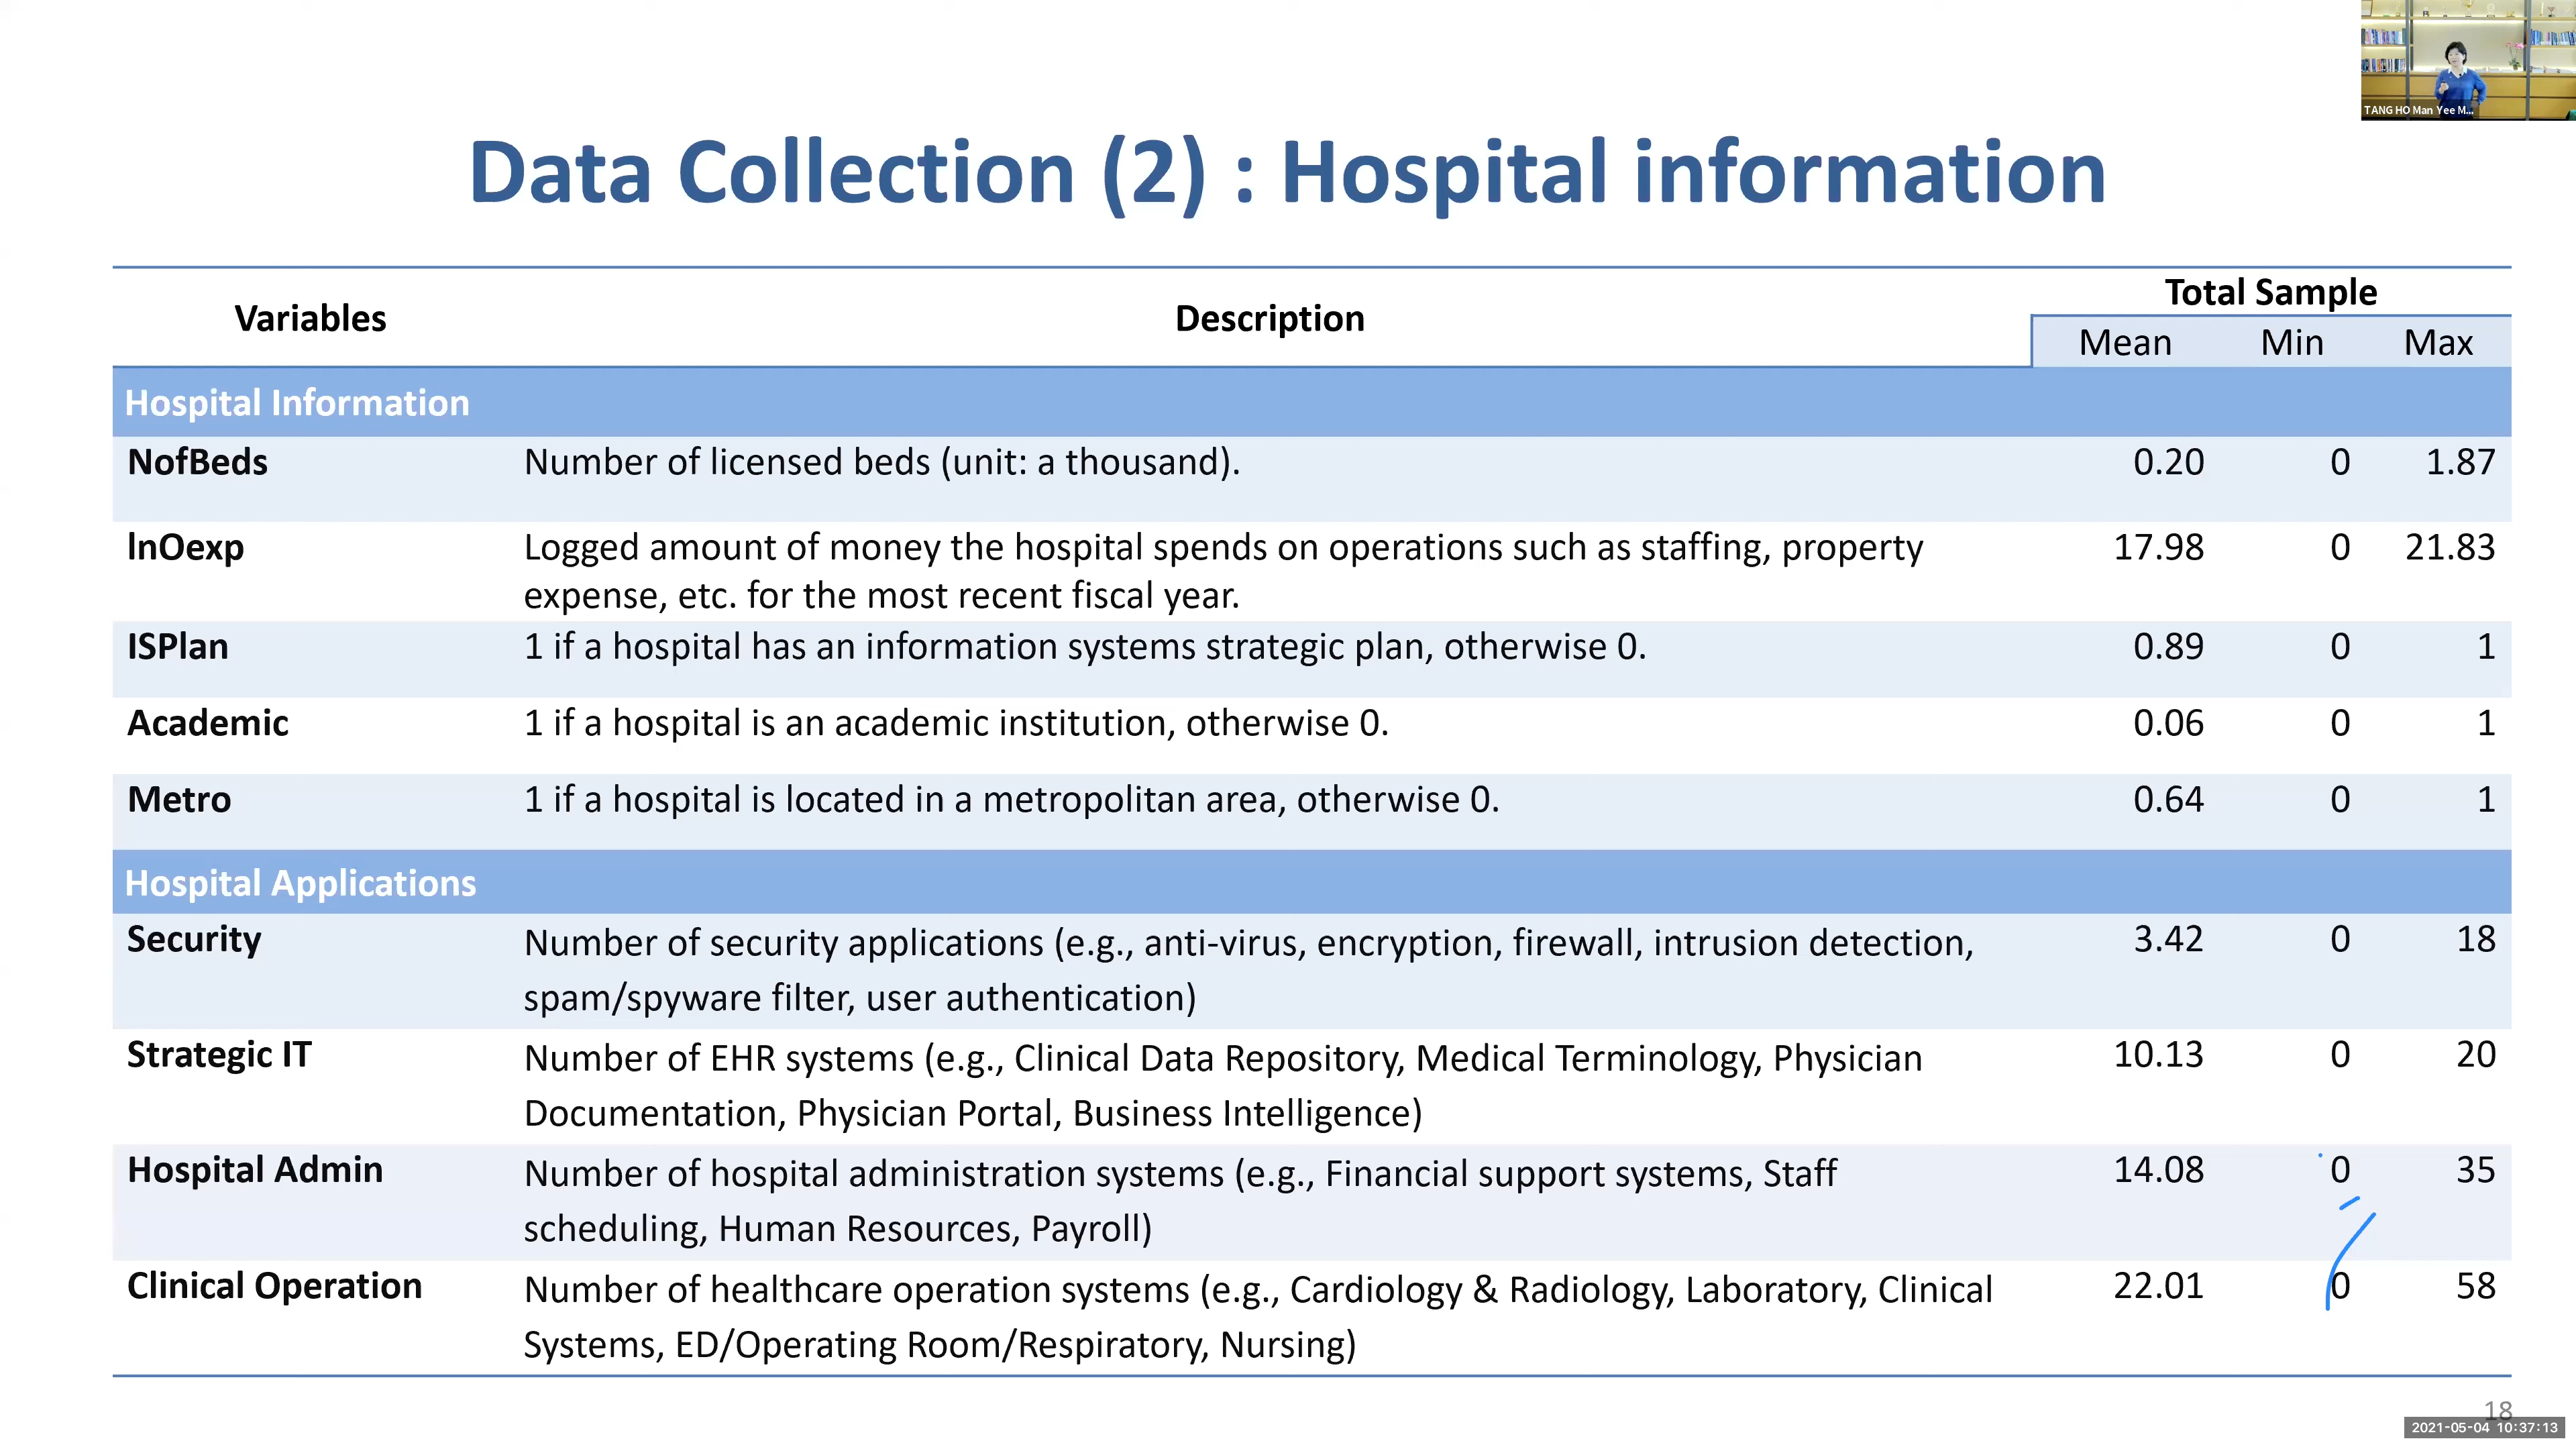 TANG HO Man Yee M...
Data Collection (2) : Hospital information
Variables Description Total Sample
Mean Min Max
Hospital Information
NofBeds Number of licensed beds (unit: a thousand). 0.20 0 1.87
lnOexp Logged amount of money the hospital spends on operations such as staffing, property 17.98 0 21.83
expense, etc. for the most recent fiscal year.
ISPlan 1 if a hospital has an information systems strategic plan, otherwise 0. 0.89 0 1
Academic 1 if a hospital is an academic institution, otherwise 0. 0.06 0 1
Metro 1 if a hospital is located in a metropolitan area, otherwise 0. 0.64 0 1
Hospital Applications
Security Number of security applications (e.g., anti-virus, encryption, firewall, intrusion detection, 3.42 0 18
spam/spyware filter, user authentication)
Strategic IT Number of EHR systems (e.g., Clinical Data Repository, Medical Terminology, Physician 10.13 0 20
Documentation, Physician Portal, Business Intelligence)
Hospital Admin Number of hospital administration systems (e.g., Financial support systems, Staff 14.08 0 35
scheduling, Human Resources, Payroll)
Clinical Operation Number of healthcare operation systems (e.g., Cardiology & Radiology, Laboratory, Clinical 22.01 0 58
Systems, ED/Operating Room/Respiratory, Nursing)
18
2021-05-04 10:37:13